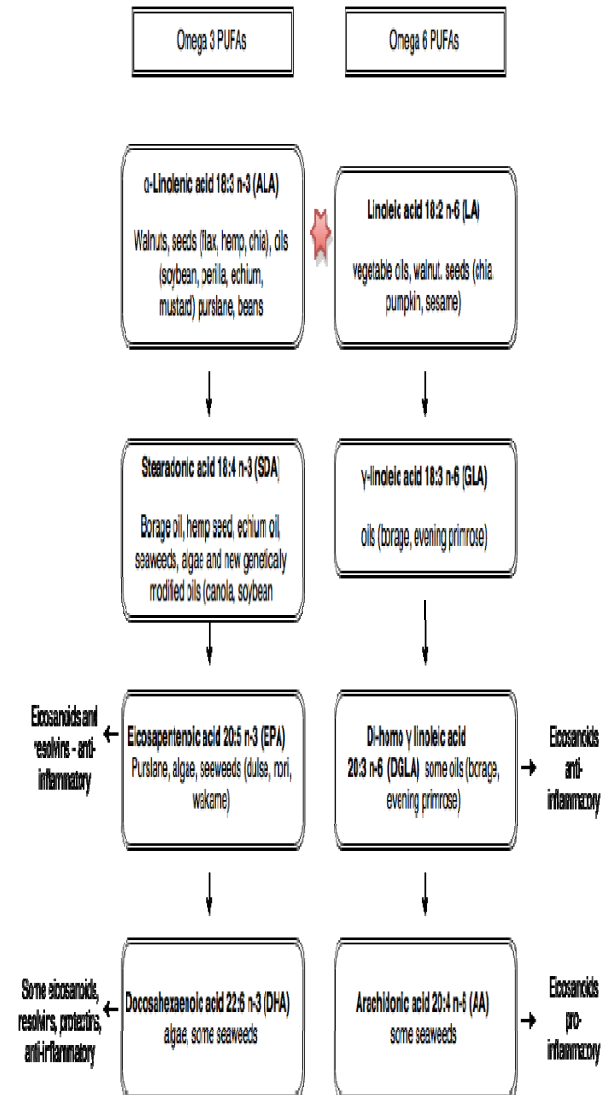 Omega 3 PUFAs
Omega 6 PUFAs
α-Linolenic acid 18:3 n-3 (ALA)
Walnuts, seeds (flax, hemp, chia), oils
(soybean, perilla, echium,
mustard) purslane, beans
Linoleic acid 18:2 n-6 (LA)
vegetable oils, walnut. seeds (chia
pumpkin, sesame)
Stearadonic acid 18:4 n-3 (SDA)
Borage oil, hemp seed, echium oil,
seaweeds, algae and new genetically
modified oils (canola, soybean
γ-linoleic acid 18:3 n-6 (GLA)
oils (borage, evening primrose)
Eicosanoids and
resolvins - anti-
inflammatory
Eicosapentenoic acid 20:5 n-3 (EPA)
Purslane, algae, seeweeds (dulse, nori,
wakame)
Di-homo γ linoleic acid
20:3 n-6 (DGLA) some oils (borage,
evening primrose)
Eicosanoids
anti-
inflammatory
Some eicosanoids,
resolvins, protectins,
anti-inflammatory
Docosahexaenoic acid 22:6 n-3 (DHA)
algae, some seaweeds
Arachidonic acid 20:4 n-6 (AA)
some seaweeds
Eicosanoids
pro-
inflammatory